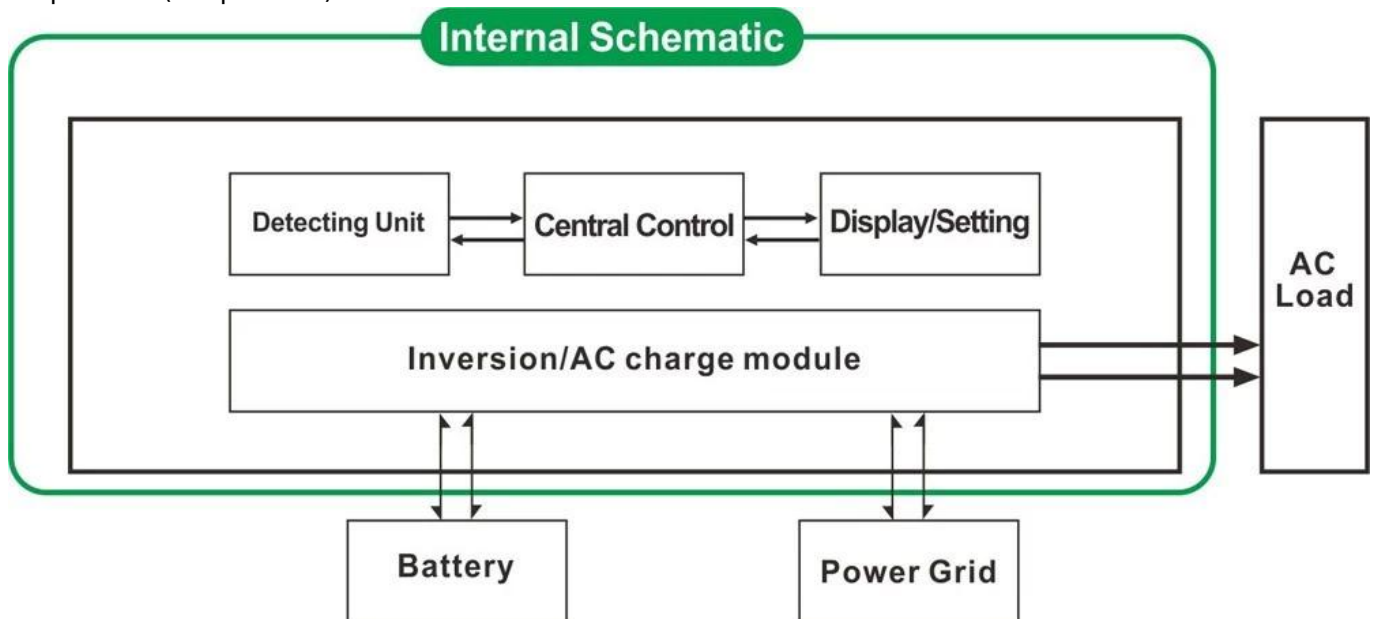 Internal Schematic
Detecting Unit
Central Control
Display/Setting
AC
Load
Inversion/AC charge module
Battery
Power Grid